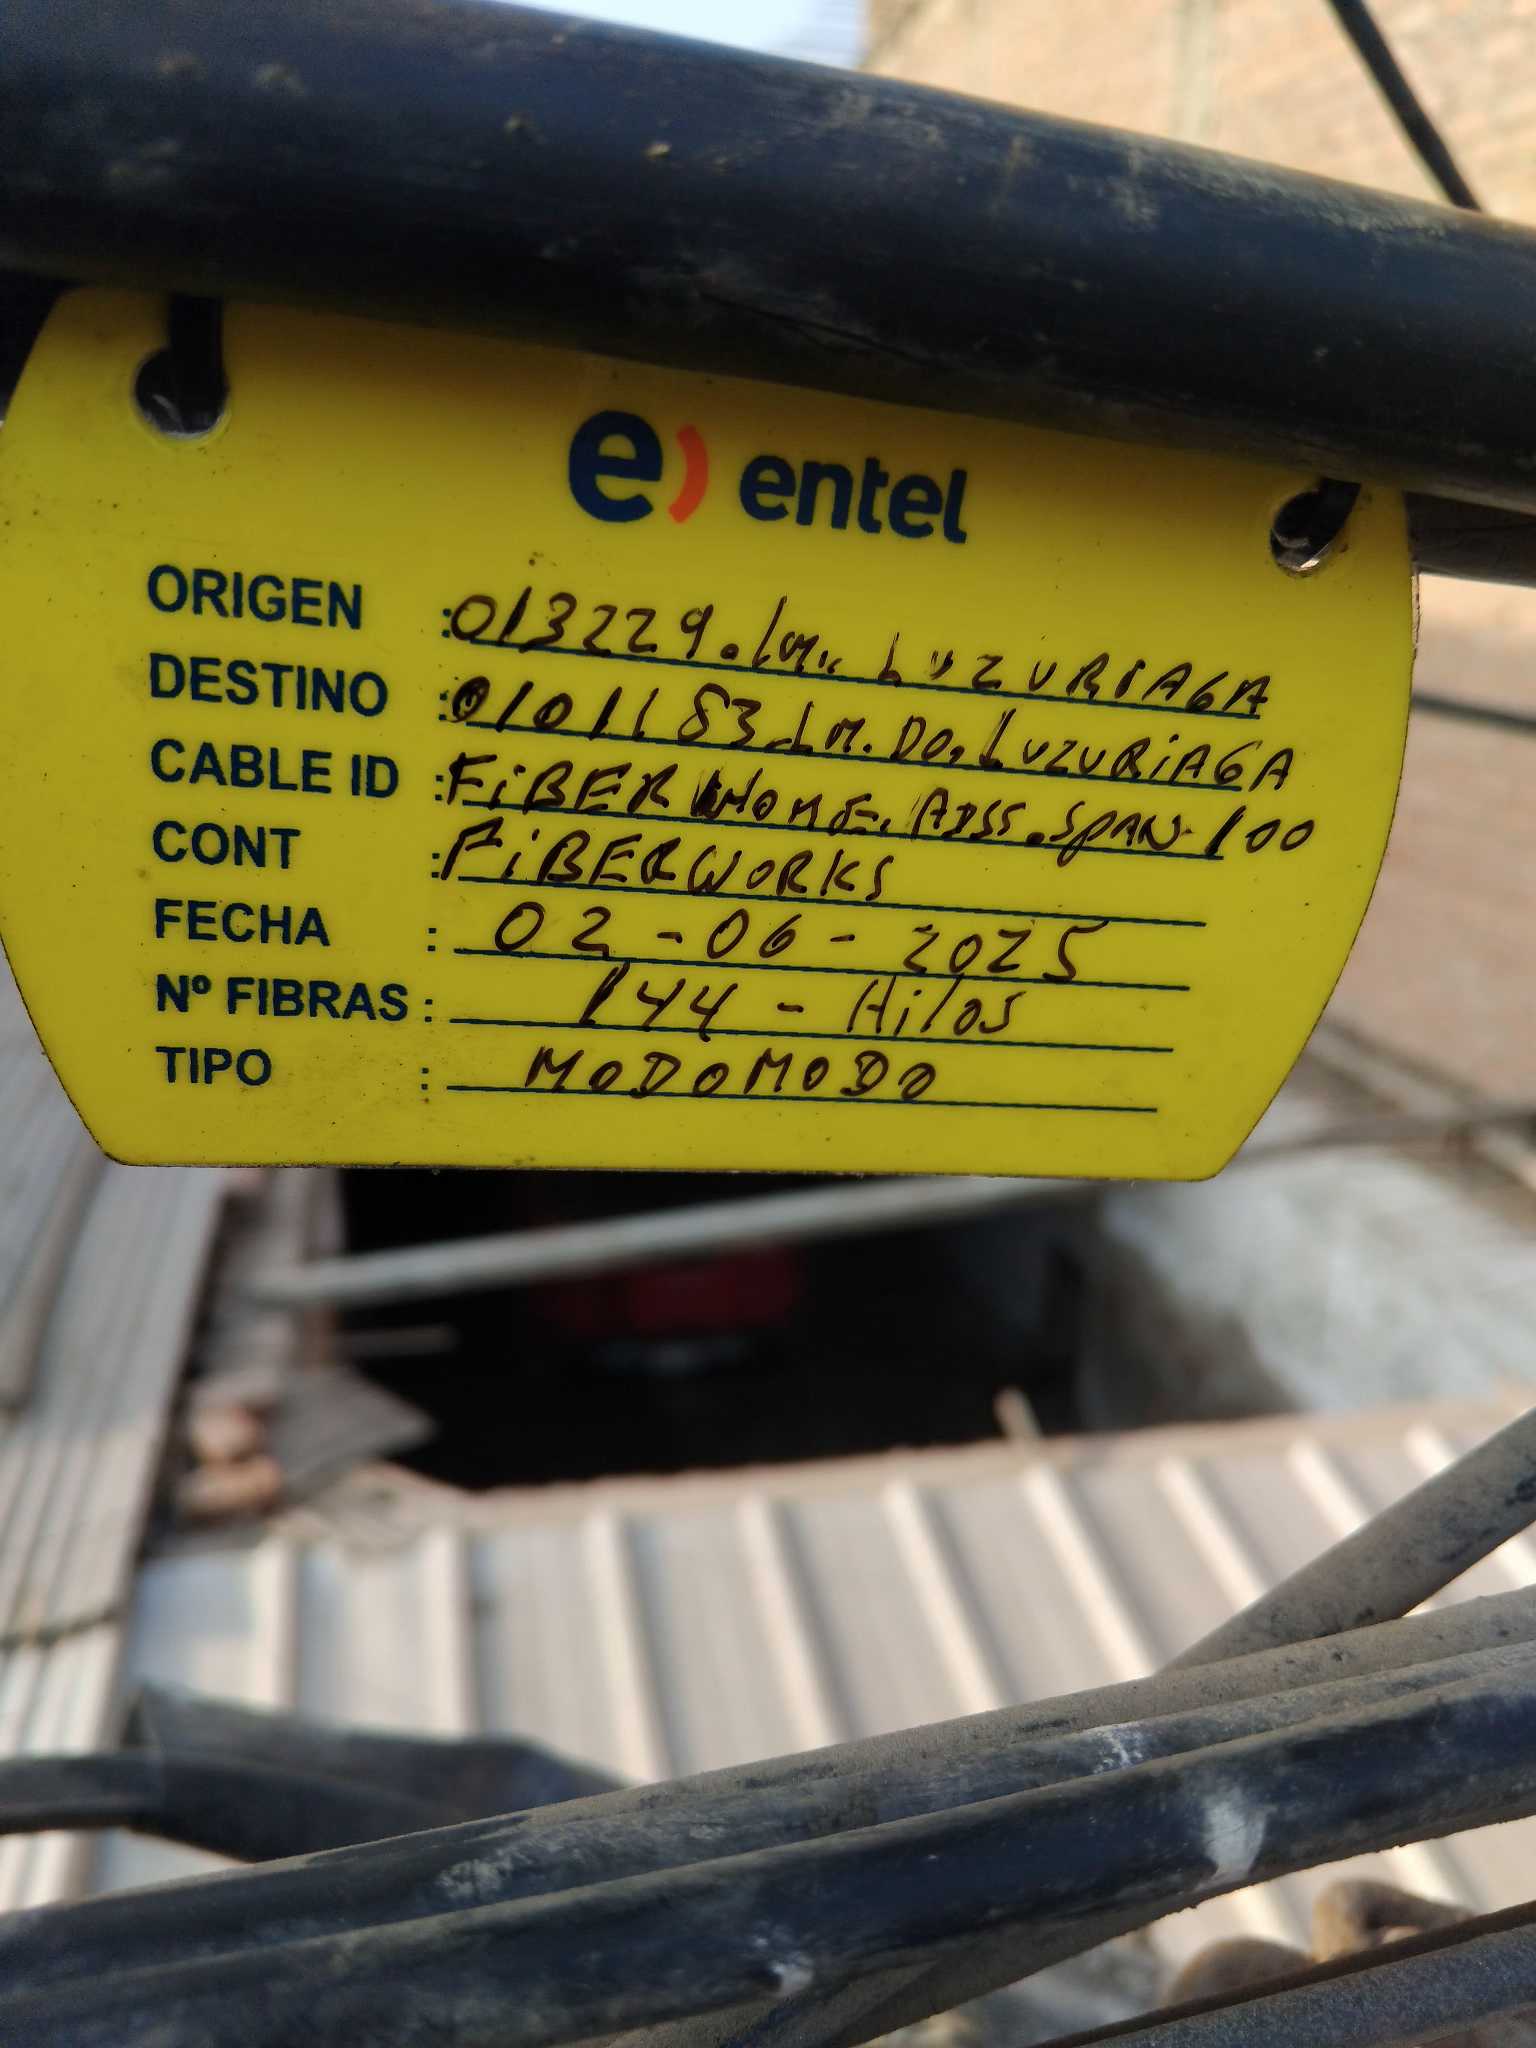 e) entel
ORIGEN : 013229.LM. LUZURIAGA
DESTINO : 0101183.LM.DO.LUZURIAGA
CABLE ID : FiBERHOME.ADSS.SPAN.100
CONT : FiBERWORKS
FECHA : 02-06-2025
Nº FIBRAS : 144 - Hilos
TIPO : MODOMODO